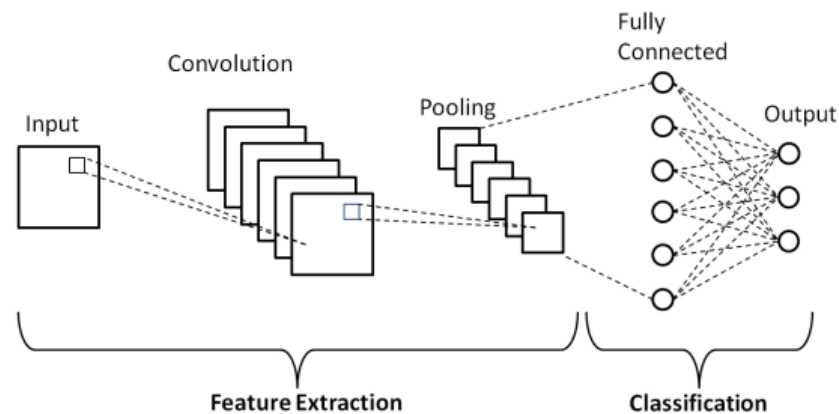 Input
Convolution
Pooling
Fully
Connected
Output
Feature Extraction
Classification